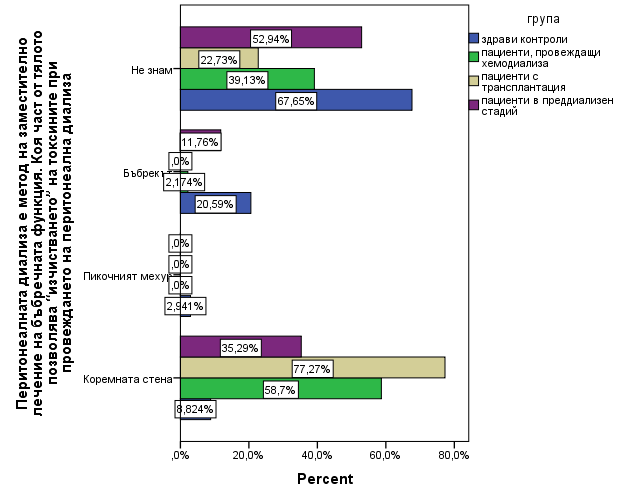 Перитонеалната диализа е метод на заместително
лечение на бъбречната функция. Коя част от тялото
позволява “изчистването” на токсините при
провеждането на перитонеална диализа
Не знам
52,94%
22,73%
39,13%
67,65%
11,76%
,0%
2,174%
20,59%
Пикочният мехур
,0%
,0%
,0%
2,941%
Коремната стена
35,29%
77,27%
58,7%
8,824%
,0%
20,0%
40,0%
60,0%
80,0%
Percent
група
здрави контроли
пациенти, провеждащи
хемодиализа
пациенти с
трансплантация
пациенти в преддиализен
стадий